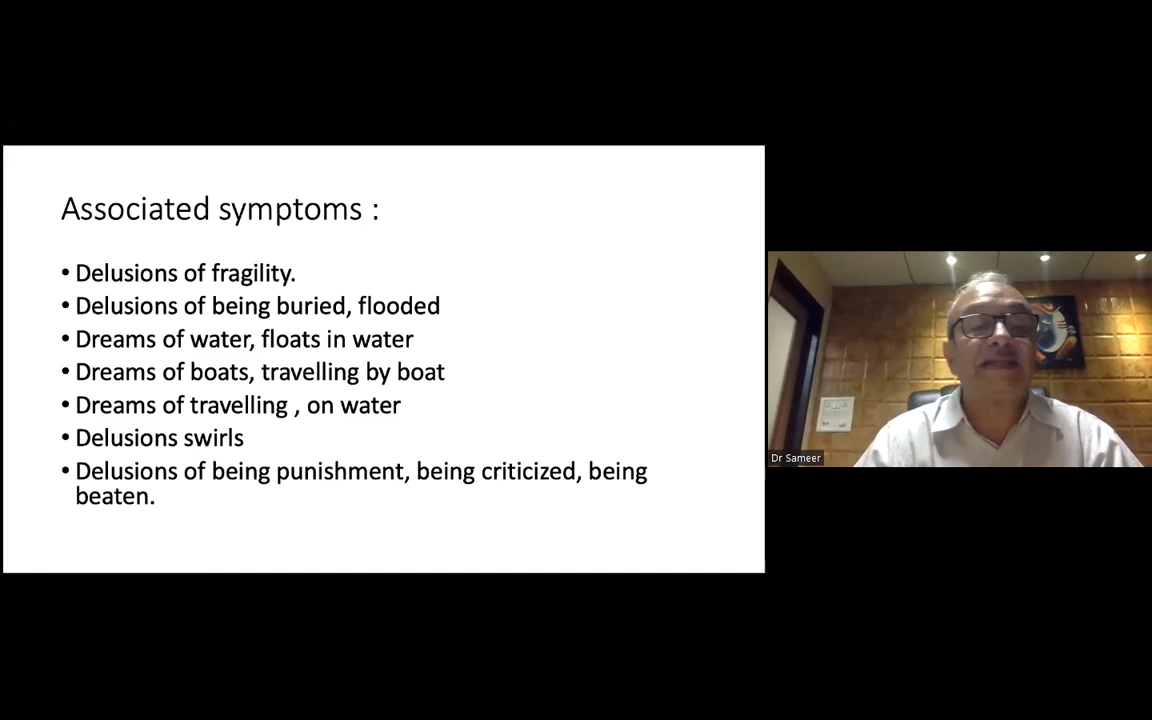 Associated symptoms :
• Delusions of fragility.
• Delusions of being buried, flooded
• Dreams of water, floats in water
• Dreams of boats, travelling by boat
• Dreams of travelling , on water
• Delusions swirls
• Delusions of being punishment, being criticized, being
beaten.
Dr Sameer